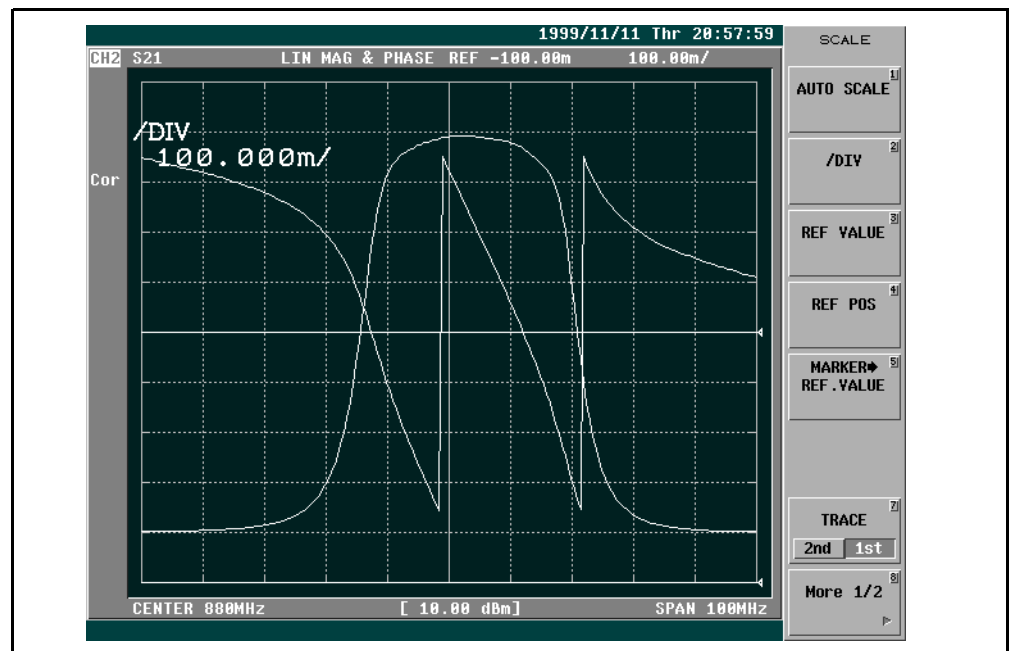 1999/11/11 Thr 20:57:59
CH2 S21 LIN MAG & PHASE REF -100.00m 100.00m/
/DIV
100.000m/
Cor
CENTER 880MHz [ 10.00 dBm] SPAN 100MHz
SCALE
1
AUTO SCALE
2
/DIV
3
REF VALUE
4
REF POS
5
MARKER➡
REF.VALUE
7
TRACE
2nd 1st
8
More 1/2